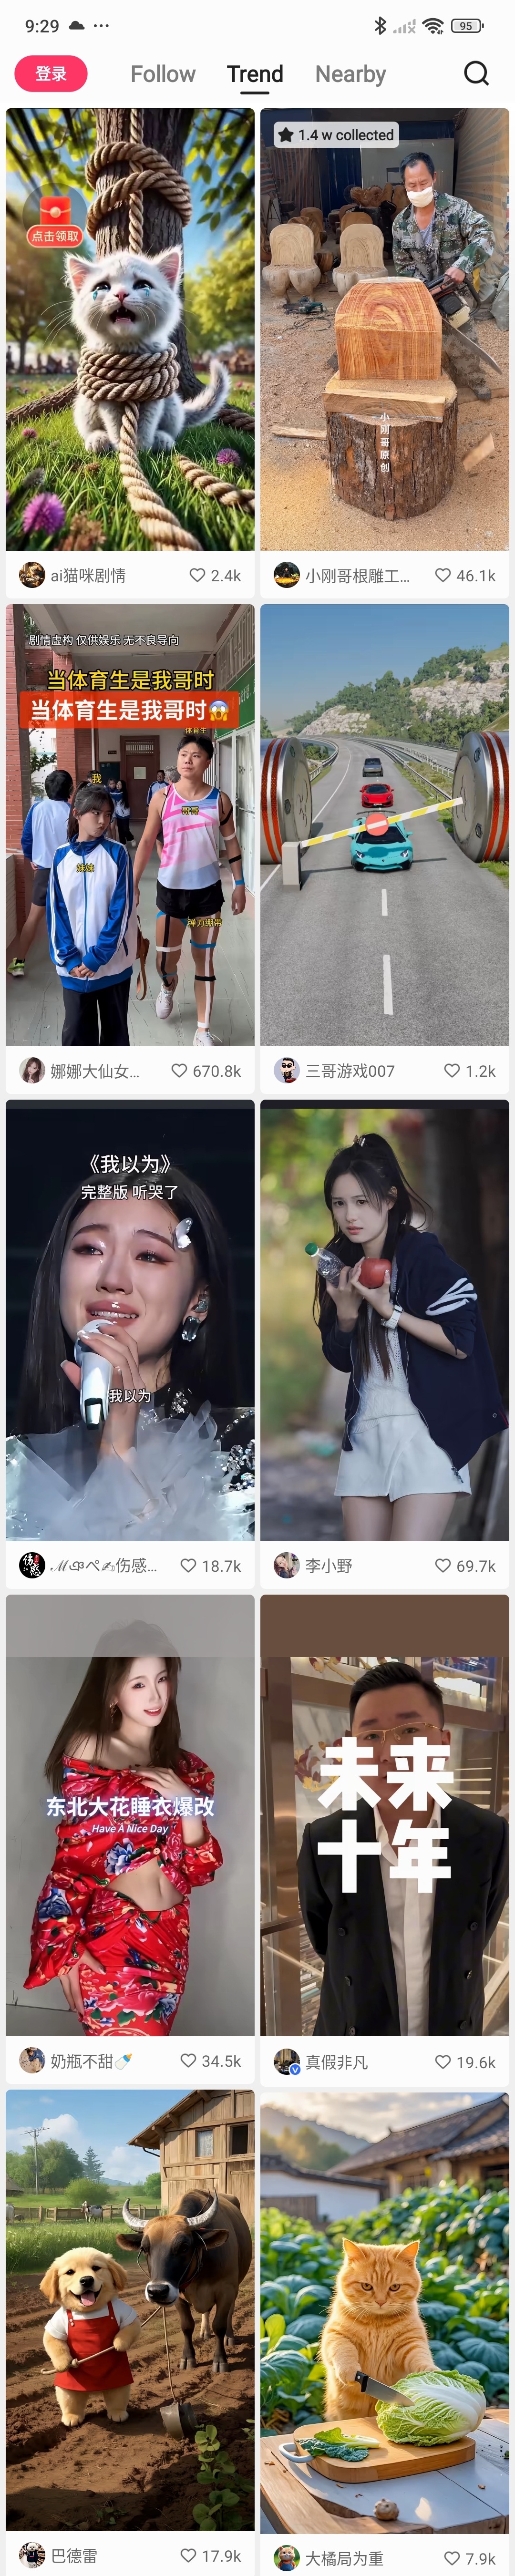 9:29
95
登录
Follow
Trend
Nearby
点击领取
1.4 w collected
小刚哥原创
ai猫咪剧情
2.4k
小刚哥根雕工...
46.1k
剧情虚构 仅供娱乐 无不良导向
当体育生是我哥时
当体育生是我哥时😱
体育生
我
哥哥
妹妹
弹力绷带
娜娜大仙女...
670.8k
三哥游戏007
1.2k
《我以为》
完整版 听哭了
我以为
伤感...
18.7k
李小野
69.7k
东北大花睡衣爆改
Have A Nice Day
未来
十年
奶瓶不甜🍼
34.5k
真假非凡
19.6k
巴德雷
17.9k
大橘局为重
7.9k